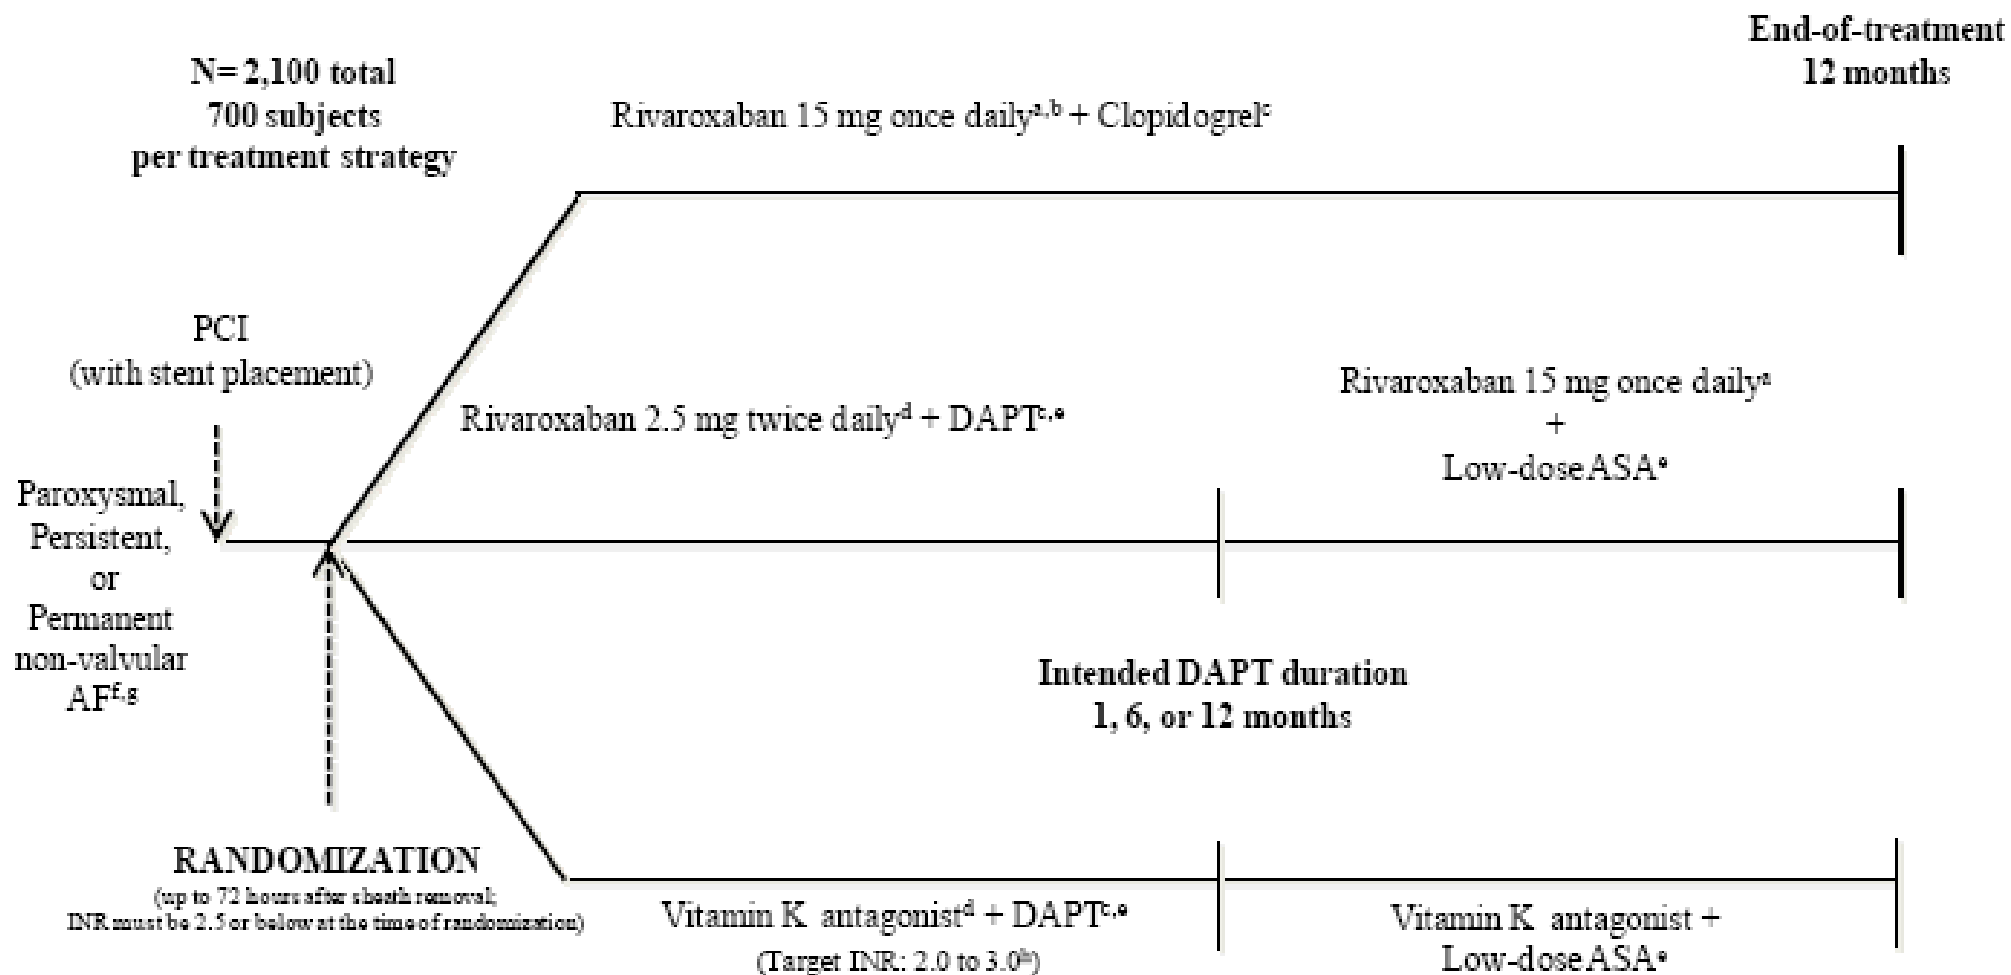 End-of-treatment
12 months
N= 2,100 total
700 subjects
per treatment strategy
Rivaroxaban 15 mg once daily^a,b + Clopidogrel^c
PCI
(with stent placement)
Rivaroxaban 2.5 mg twice daily^d + DAPT^c,e
Rivaroxaban 15 mg once daily^a
+
Low-dose ASA^e
Paroxysmal,
Persistent,
or
Permanent
non-valvular
AF^f,g
Intended DAPT duration
1, 6, or 12 months
RANDOMIZATION
(up to 72 hours after sheath removal;
INR must be 2.5 or below at the time of randomization)
Vitamin K antagonist^d + DAPT^c,e
(Target INR: 2.0 to 3.0^h)
Vitamin K antagonist +
Low-dose ASA^e